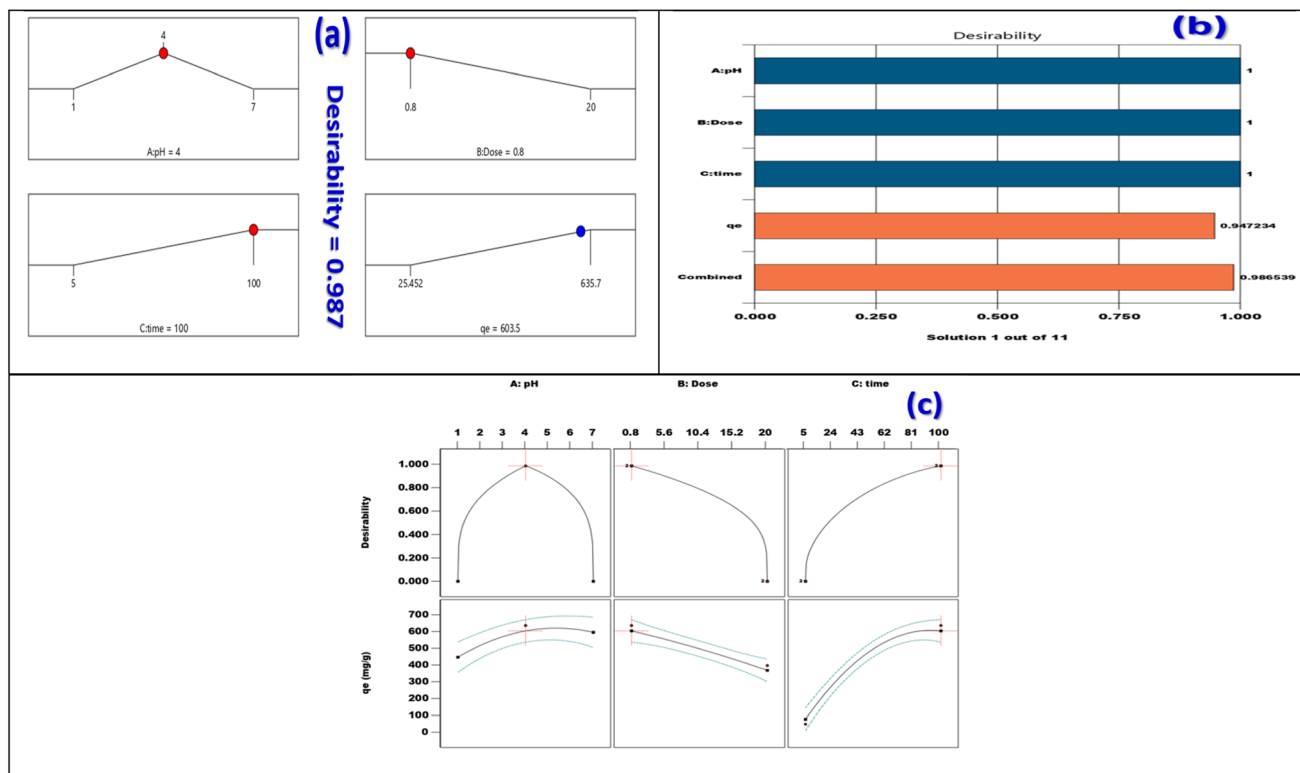 (a)
4
1
7
A:pH = 4
0.8
20
B:Dose = 0.8
Desirability = 0.987
5
100
C:time = 100
25.452
635.7
qe = 603.5
(b)
Desirability
A:pH
1
B:Dose
1
C:time
1
qe
0.947234
Combined
0.986539
0.000 0.250 0.500 0.750 1.000
Solution 1 out of 11
A: pH B: Dose C: time
(c)
1 2 3 4 5 6 7 0.8 5.6 10.4 15.2 20 5 24 43 62 81 100
Desirability
1.000
0.800
0.600
0.400
0.200
0.000
2
2
2
2
qe (mg/g)
700
600
500
400
300
200
100
0